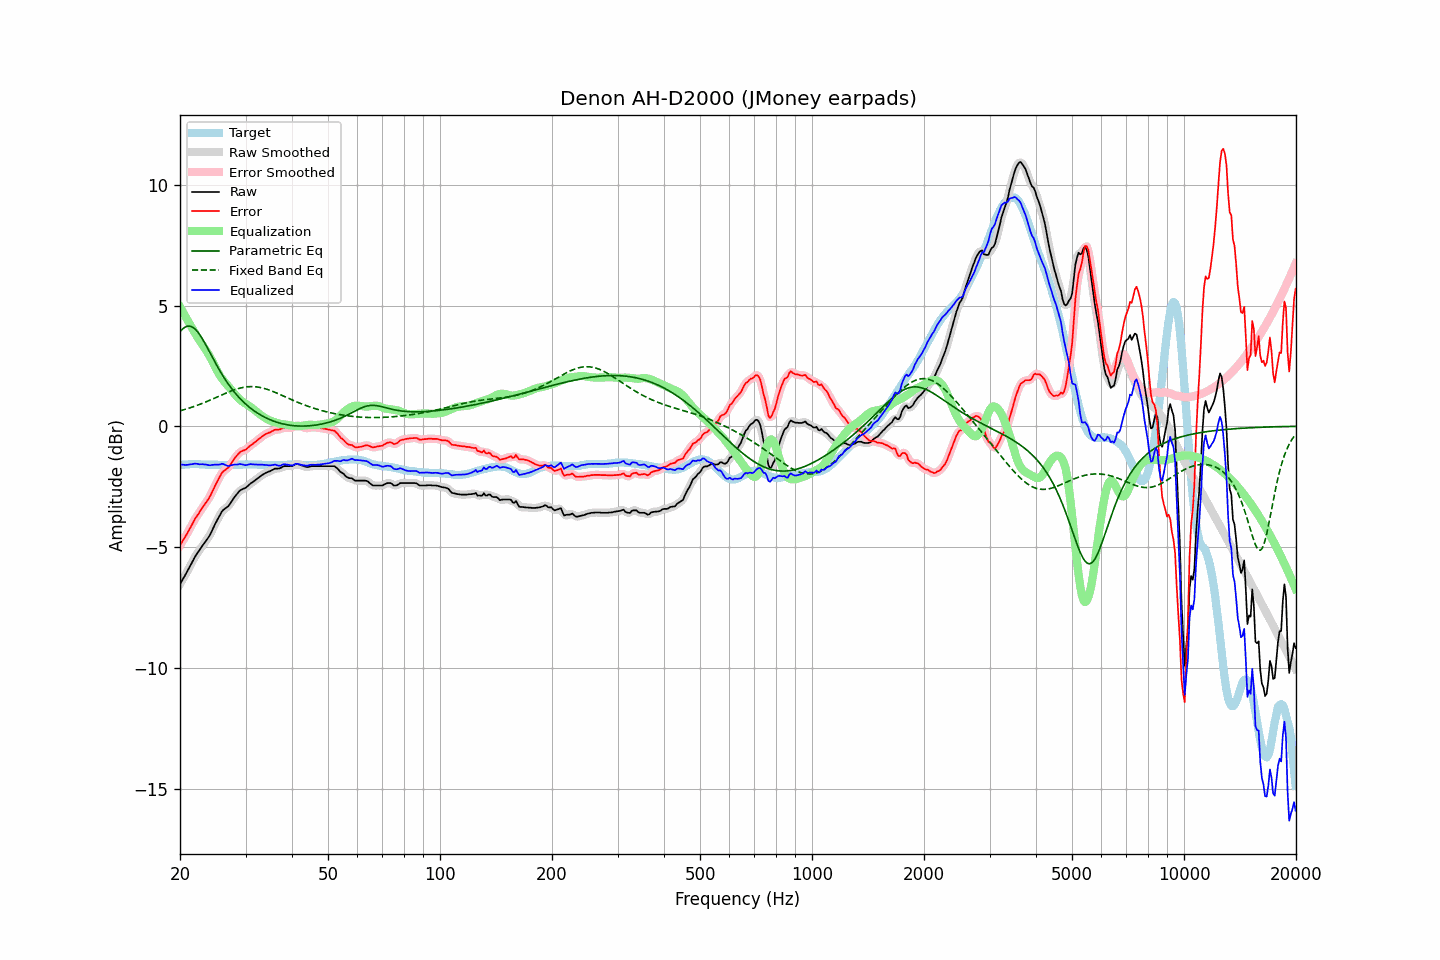 Denon AH-D2000 (JMoney earpads)
Target
Raw Smoothed
Error Smoothed
Raw
Error
Equalization
Parametric Eq
Fixed Band Eq
Equalized
Amplitude (dBr)
10
5
0
−5
−10
−15
20 50 100 200 500 1000 2000 5000 10000 20000
Frequency (Hz)